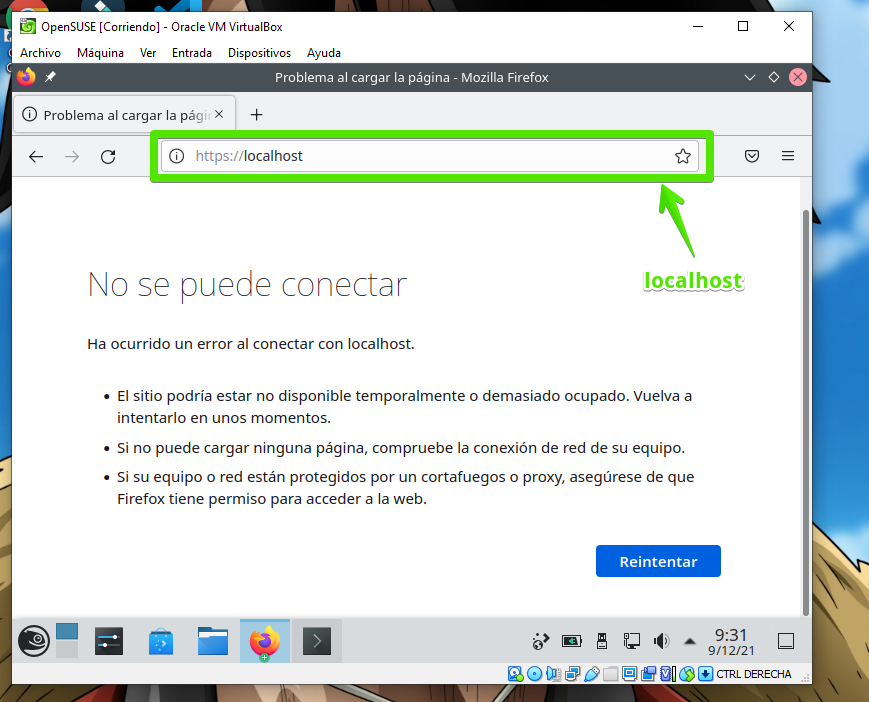 OpenSUSE [Corriendo] - Oracle VM VirtualBox
Archivo Máquina Ver Entrada Dispositivos Ayuda
Problema al cargar la página - Mozilla Firefox
Problema al cargar la págin
https://localhost
localhost
No se puede conectar
Ha ocurrido un error al conectar con localhost.
El sitio podría estar no disponible temporalmente o demasiado ocupado. Vuelva a
intentarlo en unos momentos.
Si no puede cargar ninguna página, compruebe la conexión de red de su equipo.
Si su equipo o red están protegidos por un cortafuegos o proxy, asegúrese de que
Firefox tiene permiso para acceder a la web.
Reintentar
9:31
9/12/21
CTRL DERECHA